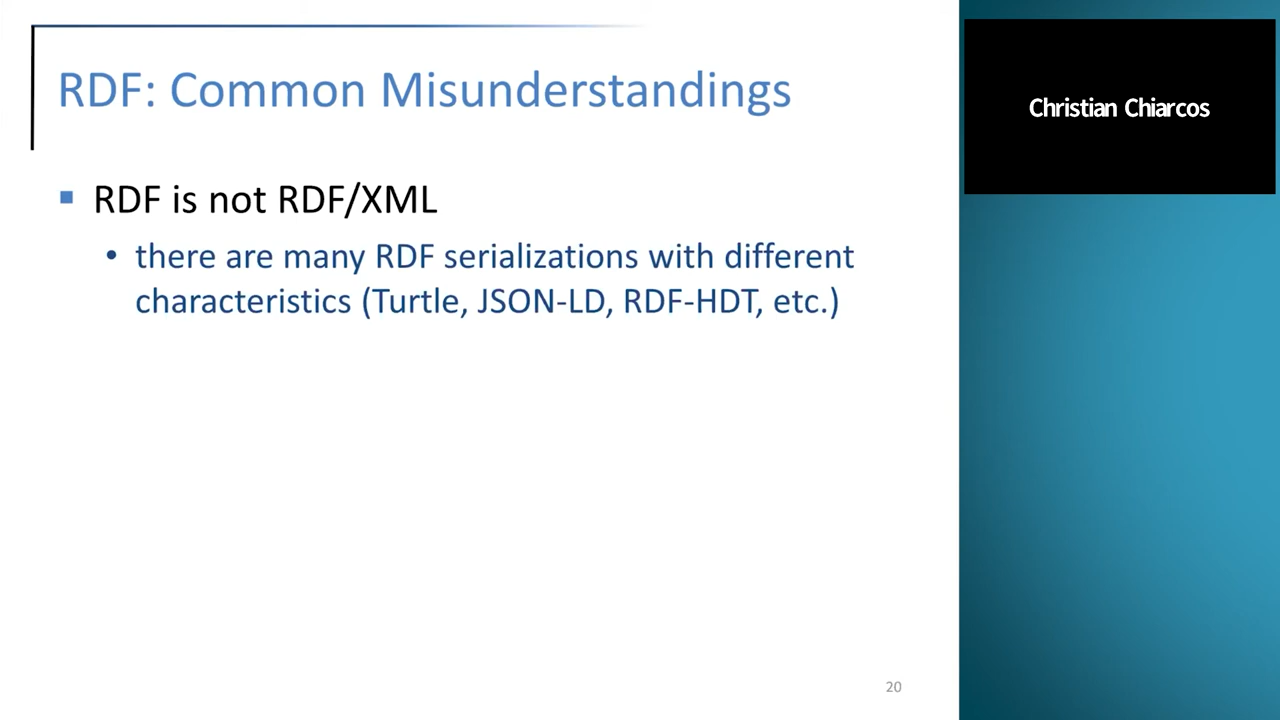 RDF: Common Misunderstandings
RDF is not RDF/XML
there are many RDF serializations with different
characteristics (Turtle, JSON-LD, RDF-HDT, etc.)
20
Christian Chiarcos